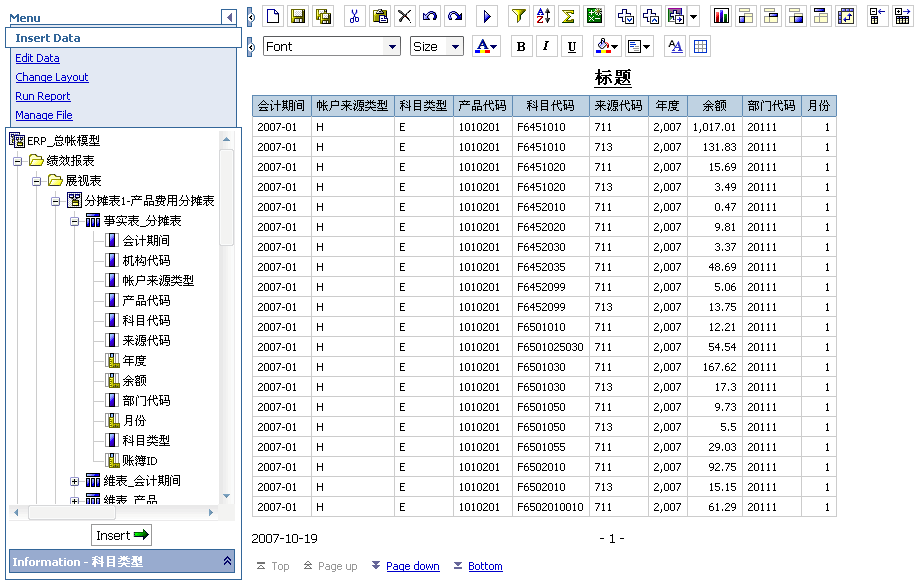 Menu
Insert Data
Edit Data
Change Layout
Run Report
Manage File
ERP_总帐模型
绩效报表
展视表
分摊表1-产品费用分摊表
事实表_分摊表
会计期间
机构代码
帐户来源类型
产品代码
科目代码
来源代码
年度
余额
部门代码
月份
科目类型
账簿ID
维表_会计期间
维表_产品
Insert
Information - 科目类型
Font Size A B I U AA
标题
会计期间 帐户来源类型 科目类型 产品代码 科目代码 来源代码 年度 余额 部门代码 月份
2007-01 H E 1010201 F6451010 711 2,007 1,017.01 20111 1
2007-01 H E 1010201 F6451010 713 2,007 131.83 20111 1
2007-01 H E 1010201 F6451020 711 2,007 15.69 20111 1
2007-01 H E 1010201 F6451020 713 2,007 3.49 20111 1
2007-01 H E 1010201 F6452010 711 2,007 0.47 20111 1
2007-01 H E 1010201 F6452020 711 2,007 9.81 20111 1
2007-01 H E 1010201 F6452030 711 2,007 3.37 20111 1
2007-01 H E 1010201 F6452035 711 2,007 48.69 20111 1
2007-01 H E 1010201 F6452099 711 2,007 5.06 20111 1
2007-01 H E 1010201 F6452099 713 2,007 13.75 20111 1
2007-01 H E 1010201 F6501010 711 2,007 12.21 20111 1
2007-01 H E 1010201 F6501025030 711 2,007 54.54 20111 1
2007-01 H E 1010201 F6501030 711 2,007 167.62 20111 1
2007-01 H E 1010201 F6501030 713 2,007 17.3 20111 1
2007-01 H E 1010201 F6501050 711 2,007 9.73 20111 1
2007-01 H E 1010201 F6501050 713 2,007 5.5 20111 1
2007-01 H E 1010201 F6501055 711 2,007 29.03 20111 1
2007-01 H E 1010201 F6502010 711 2,007 92.75 20111 1
2007-01 H E 1010201 F6502010 713 2,007 15.15 20111 1
2007-01 H E 1010201 F6502010010 711 2,007 61.29 20111 1
2007-10-19 - 1 -
Top Page up Page down Bottom